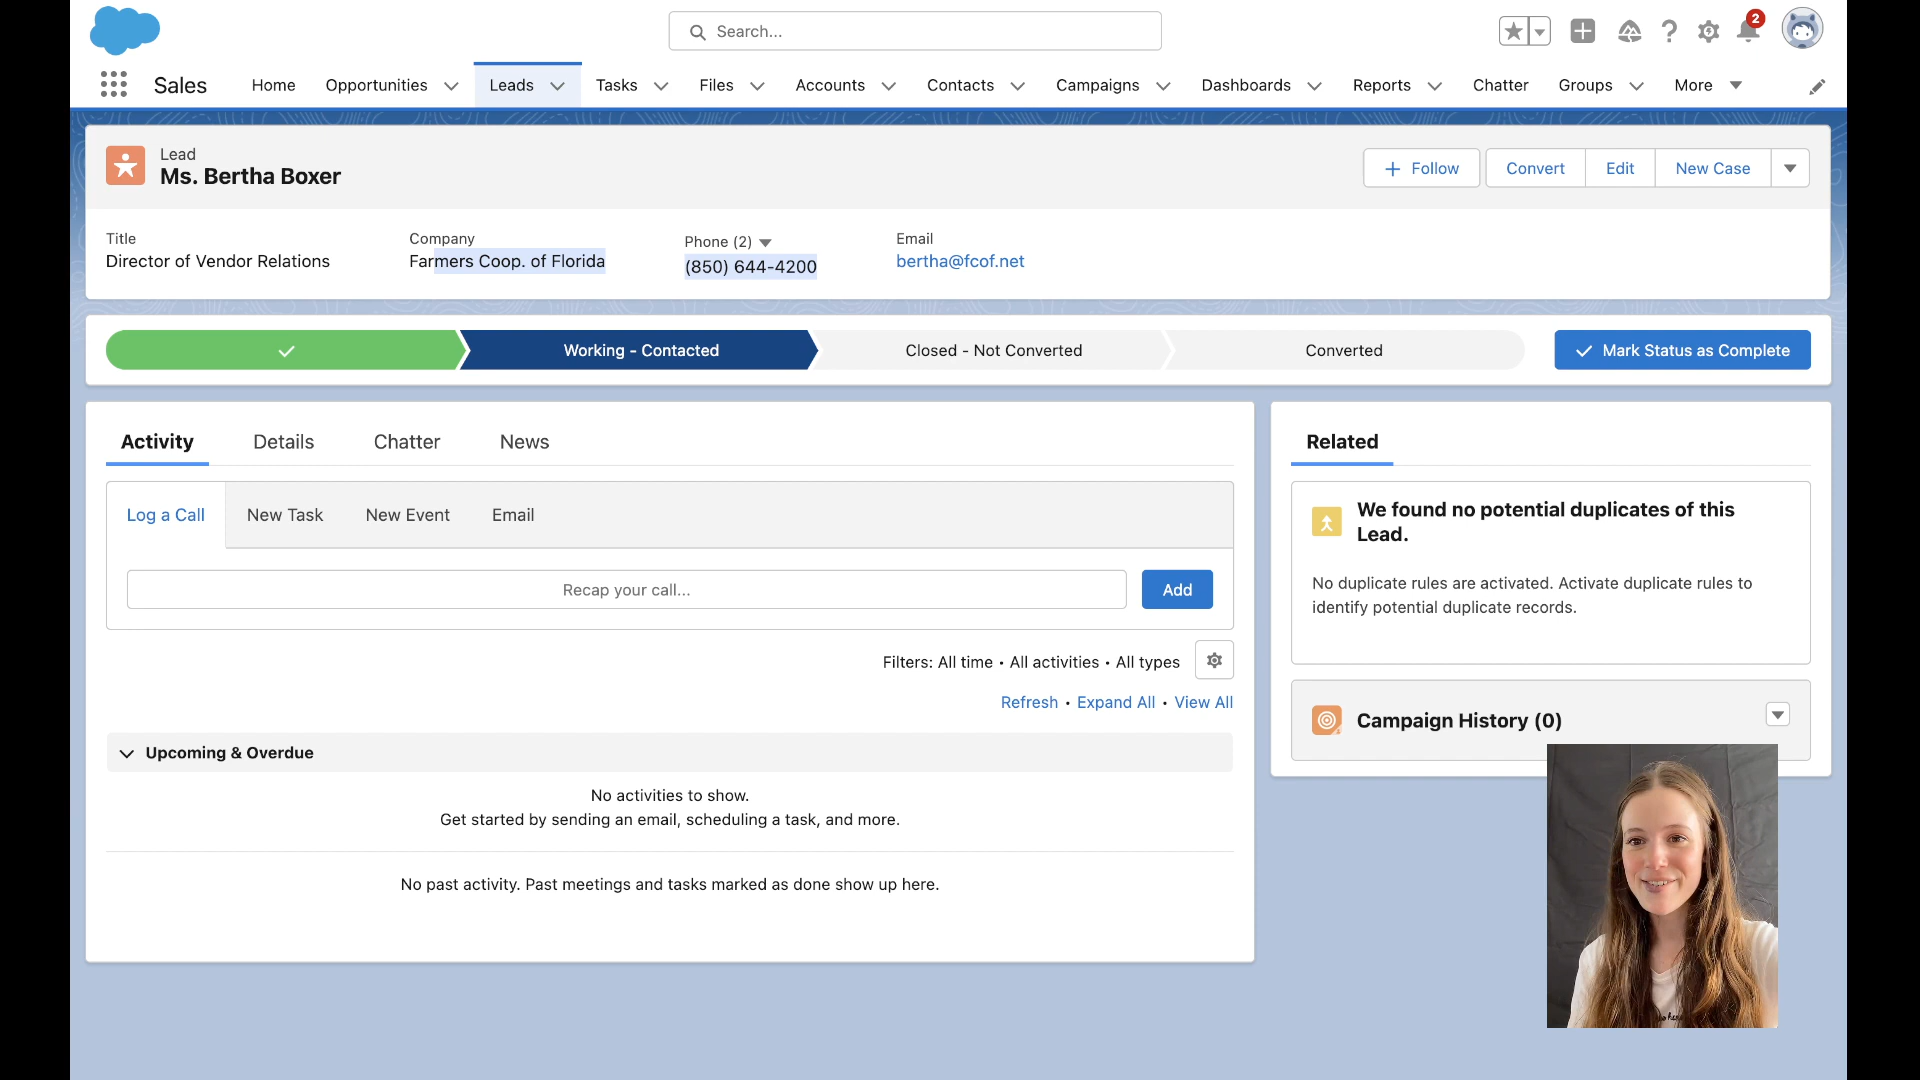 Search...
2
Sales
Home
Opportunities
Leads
Tasks
Files
Accounts
Contacts
Campaigns
Dashboards
Reports
Chatter
Groups
More
Lead
Ms. Bertha Boxer
Follow
Convert
Edit
New Case
Title
Director of Vendor Relations
Company
Farmers Coop. of Florida
Phone (2)
(850) 644-4200
Email
bertha@fcof.net
Working - Contacted
Closed - Not Converted
Converted
Mark Status as Complete
Activity
Details
Chatter
News
Log a Call
New Task
New Event
Email
Recap your call...
Add
Filters: All time • All activities • All types
Refresh • Expand All • View All
Upcoming & Overdue
No activities to show.
Get started by sending an email, scheduling a task, and more.
No past activity. Past meetings and tasks marked as done show up here.
Related
We found no potential duplicates of this
Lead.
No duplicate rules are activated. Activate duplicate rules to
identify potential duplicate records.
Campaign History (0)